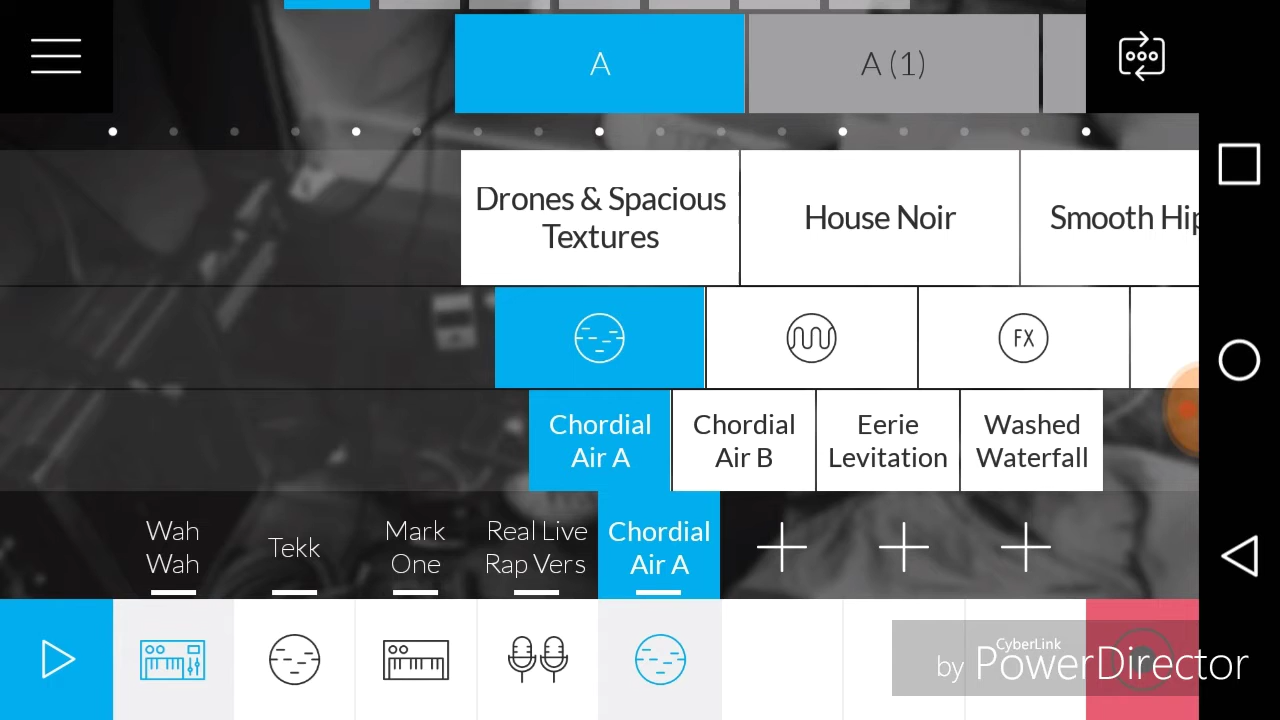 A
A (1)
Drones & Spacious
Textures
House Noir
Smooth Hip
FX
Chordial
Air A
Chordial
Air B
Eerie
Levitation
Washed
Waterfall
Wah
Wah
Tekk
Mark
One
Real Live
Rap Vers
Chordial
Air A
CyberLink
by PowerDirector